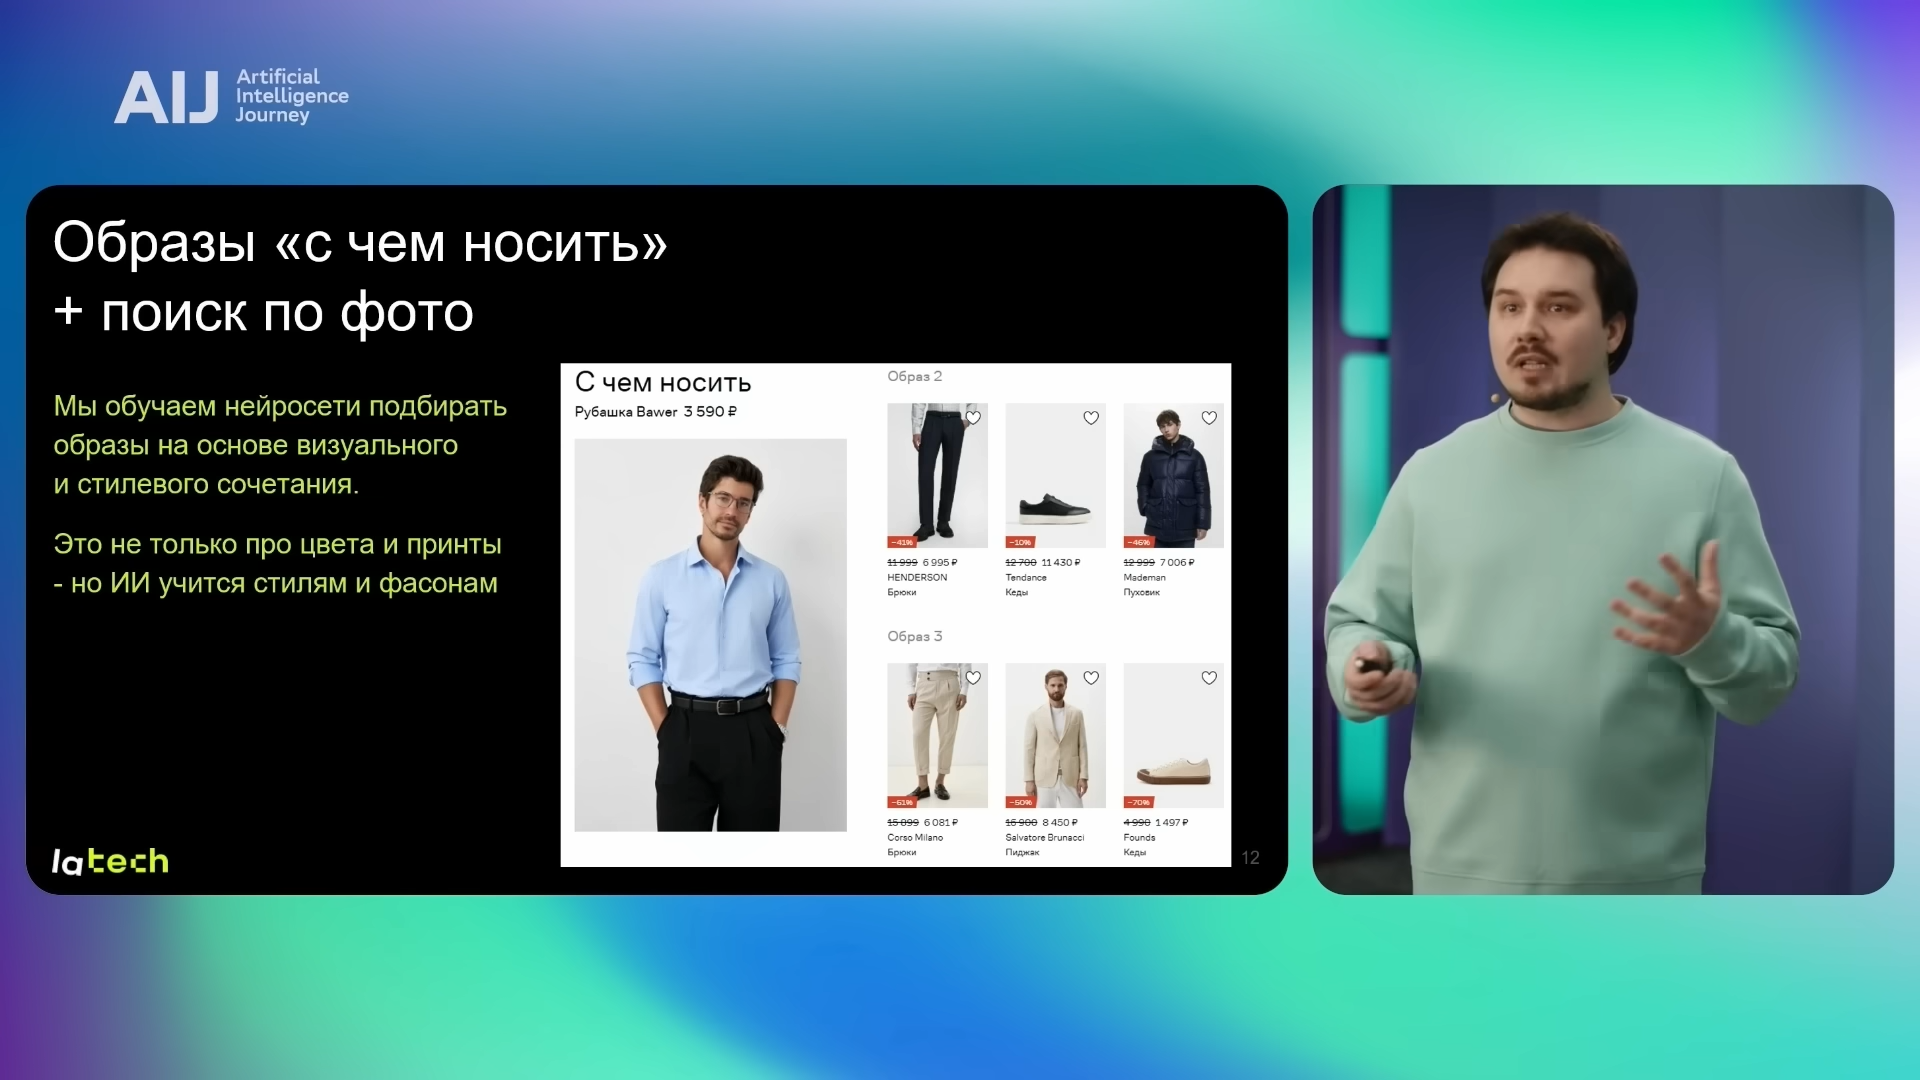 AIJ
Artificial
Intelligence
Journey
Образы «с чем носить»
+ поиск по фото
Мы обучаем нейросети подбирать
образы на основе визуального
и стилевого сочетания.
Это не только про цвета и принты
- но ИИ учится стилям и фасонам
С чем носить
Рубашка Bawer 3 590 ₽
Образ 2
-41%
11 999 6 995 ₽
HENDERSON
Брюки
-10%
12 700 11 430 ₽
Tendance
Кеды
-46%
12 999 7 006 ₽
Mademan
Пуховик
Образ 3
-61%
15 899 6 081 ₽
Corso Milano
Брюки
-50%
16 900 8 450 ₽
Salvatore Brunacci
Пиджак
-70%
4 990 1 497 ₽
Founds
Кеды
la tech
12